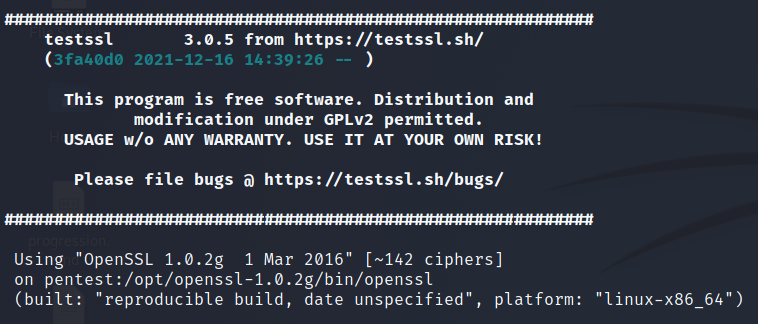 ###########################################################
testssl 3.0.5 from https://testssl.sh/
(3fa40d0 2021-12-16 14:39:26 -- )
This program is free software. Distribution and
modification under GPLv2 permitted.
USAGE w/o ANY WARRANTY. USE IT AT YOUR OWN RISK!
Please file bugs @ https://testssl.sh/bugs/
###########################################################
Using "OpenSSL 1.0.2g 1 Mar 2016" [~142 ciphers]
on pentest:/opt/openssl-1.0.2g/bin/openssl
(built: "reproducible build, date unspecified", platform: "linux-x86_64")
progression.